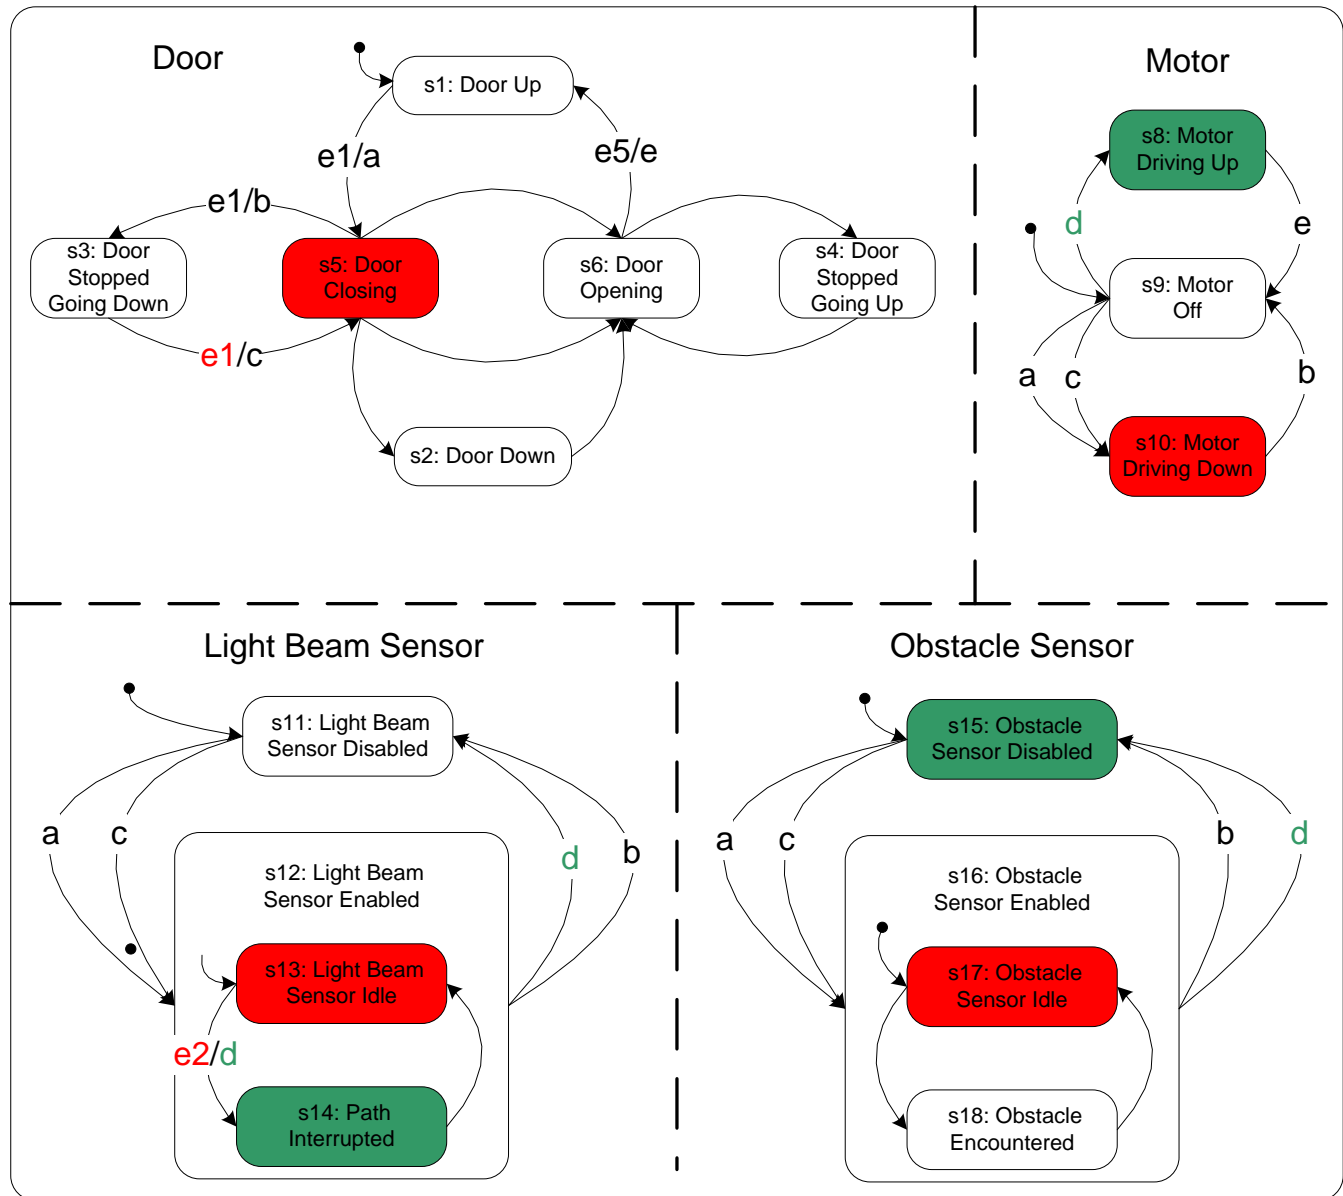 Door
Motor
s1: Door Up
s8: Motor
Driving Up
e1/a
e5/e
e1/b
d
e
s3: Door
Stopped
Going Down
s5: Door
Closing
s6: Door
Opening
s4: Door
Stopped
Going Up
s9: Motor
Off
e1/c
a
c
b
s2: Door Down
s10: Motor
Driving Down
Light Beam Sensor
Obstacle Sensor
s11: Light Beam
Sensor Disabled
s15: Obstacle
Sensor Disabled
a
c
d
b
a
c
b
d
s12: Light Beam
Sensor Enabled
s16: Obstacle
Sensor Enabled
s13: Light Beam
Sensor Idle
s17: Obstacle
Sensor Idle
e2/d
s14: Path
Interrupted
s18: Obstacle
Encountered